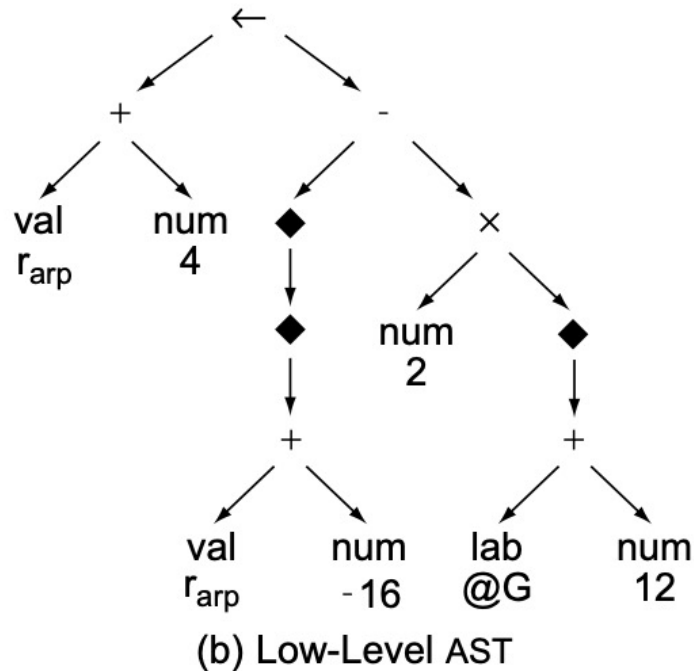 ←
+ -
val num ◆ ×
r_arp 4
◆ num ◆
2
+ +
val num lab num
r_arp -16 @G 12
(b) Low-Level AST